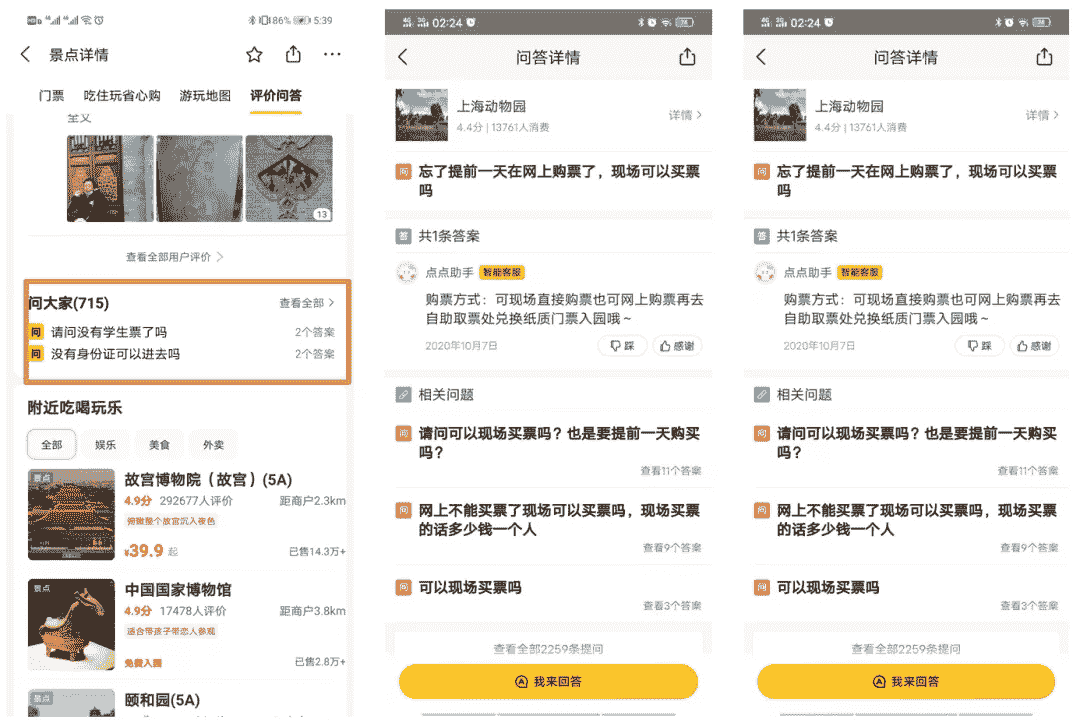 86% 5:39
景点详情
门票 吃住玩省心购 游玩地图 评价问答
全文
13
查看全部用户评价
问大家(715)
查看全部
问 请问没有学生票了吗
2个答案
问 没有身份证可以进去吗
2个答案
附近吃喝玩乐
全部 娱乐 美食 外卖
景点
故宫博物院（故宫）(5A)
4.9分 292677人评价
距商户2.3km
俯瞰整个故宫沉入夜色
¥39.9 起
已售14.3万+
景点
中国国家博物馆
4.9分 17478人评价
距商户3.8km
适合带孩子带恋人参观
免费入园
已售2.8万+
景点
颐和园(5A)
02:24
问答详情
上海动物园
4.4分 | 13761人消费
详情
问 忘了提前一天在网上购票了，现场可以买票
吗
答 共1条答案
点点助手 智能客服
购票方式：可现场直接购票也可网上购票再去
自助取票处兑换纸质门票入园哦～
2020年10月7日
踩 感谢
相关问题
问 请问可以现场买票吗？也是要提前一天购买
吗？
查看11个答案
问 网上不能买票了现场可以买票吗，现场买票
的话多少钱一个人
查看9个答案
问 可以现场买票吗
查看3个答案
查看全部2259条提问
我来回答
02:24
问答详情
上海动物园
4.4分 | 13761人消费
详情
问 忘了提前一天在网上购票了，现场可以买票
吗
答 共1条答案
点点助手 智能客服
购票方式：可现场直接购票也可网上购票再去
自助取票处兑换纸质门票入园哦～
2020年10月7日
踩 感谢
相关问题
问 请问可以现场买票吗？也是要提前一天购买
吗？
查看11个答案
问 网上不能买票了现场可以买票吗，现场买票
的话多少钱一个人
查看9个答案
问 可以现场买票吗
查看3个答案
查看全部2259条提问
我来回答